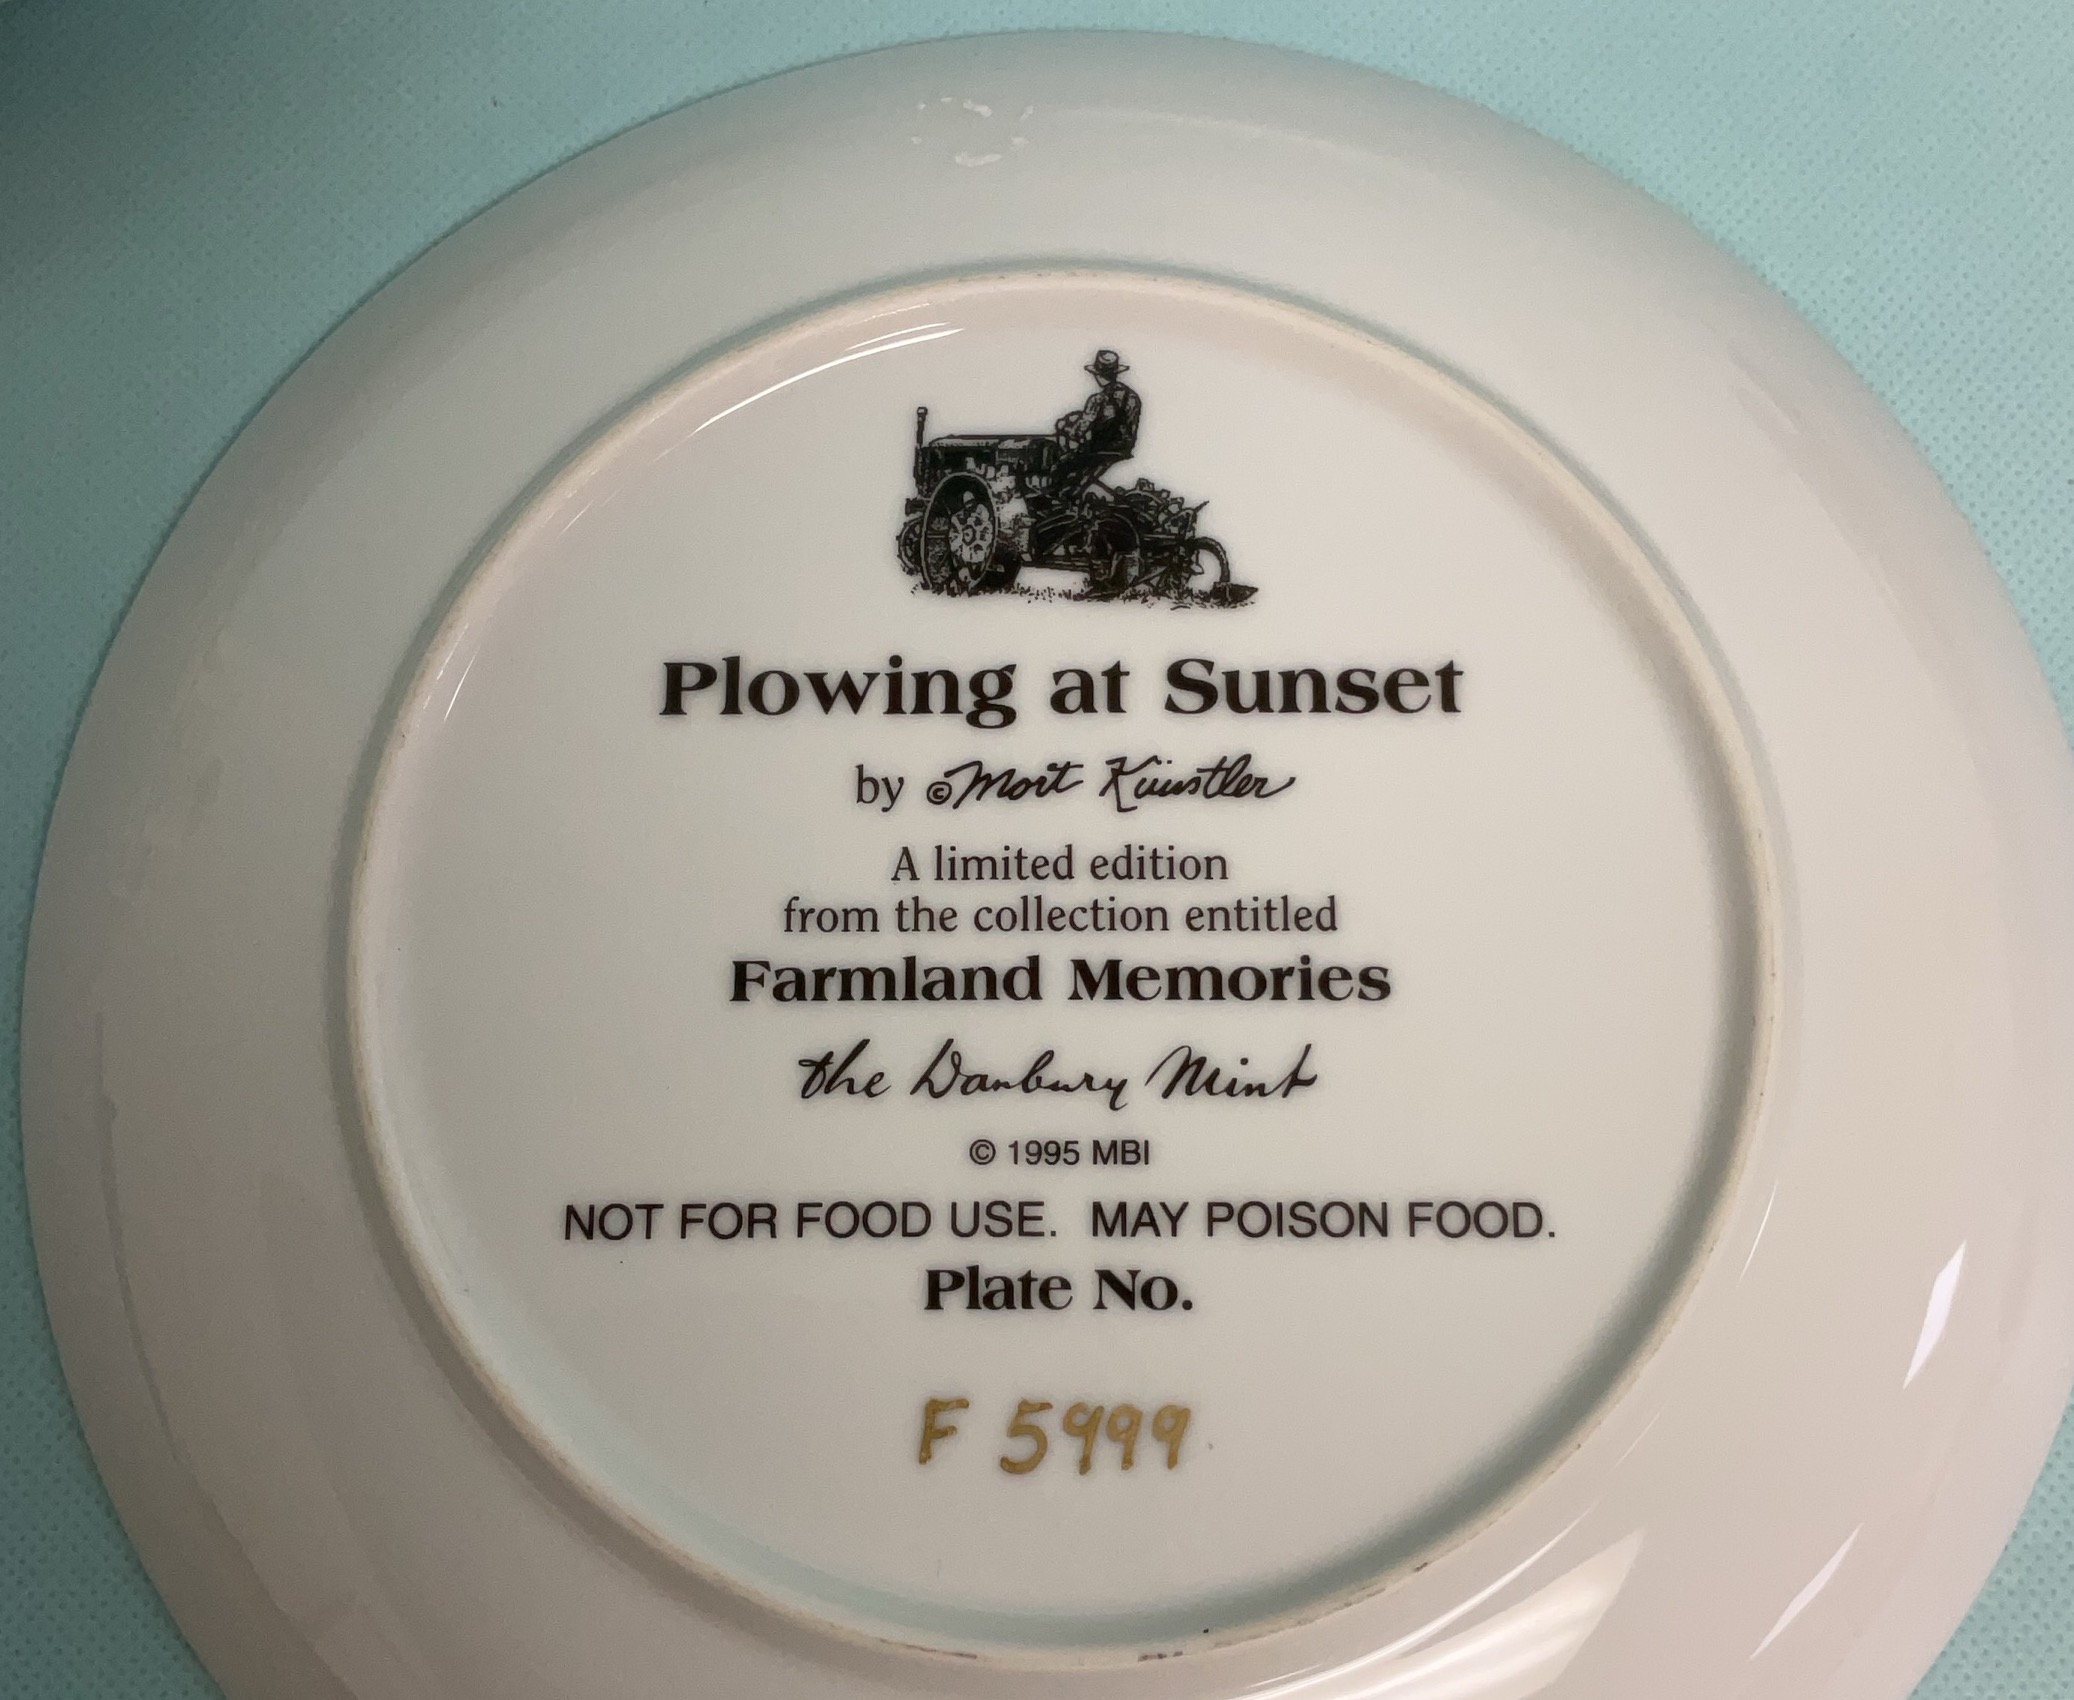 Plowing at Sunset
by ©Mort Künstler
A limited edition
from the collection entitled
Farmland Memories
the Danbury Mint
© 1995 MBI
NOT FOR FOOD USE. MAY POISON FOOD.
Plate No.
F 5999